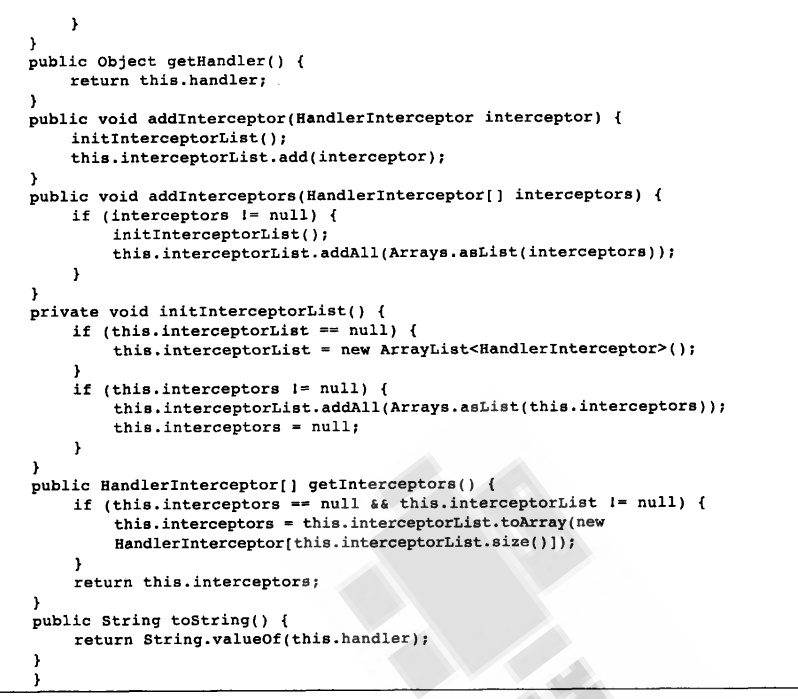 }
}
public Object getHandler() {
    return this.handler;
}
public void addInterceptor(HandlerInterceptor interceptor) {
    initInterceptorList();
    this.interceptorList.add(interceptor);
}
public void addInterceptors(HandlerInterceptor[] interceptors) {
    if (interceptors != null) {
        initInterceptorList();
        this.interceptorList.addAll(Arrays.asList(interceptors));
    }
}
private void initInterceptorList() {
    if (this.interceptorList == null) {
        this.interceptorList = new ArrayList<HandlerInterceptor>();
    }
    if (this.interceptors != null) {
        this.interceptorList.addAll(Arrays.asList(this.interceptors));
        this.interceptors = null;
    }
}
public HandlerInterceptor[] getInterceptors() {
    if (this.interceptors == null && this.interceptorList != null) {
        this.interceptors = this.interceptorList.toArray(new
        HandlerInterceptor[this.interceptorList.size()]);
    }
    return this.interceptors;
}
public String toString() {
    return String.valueOf(this.handler);
}
}